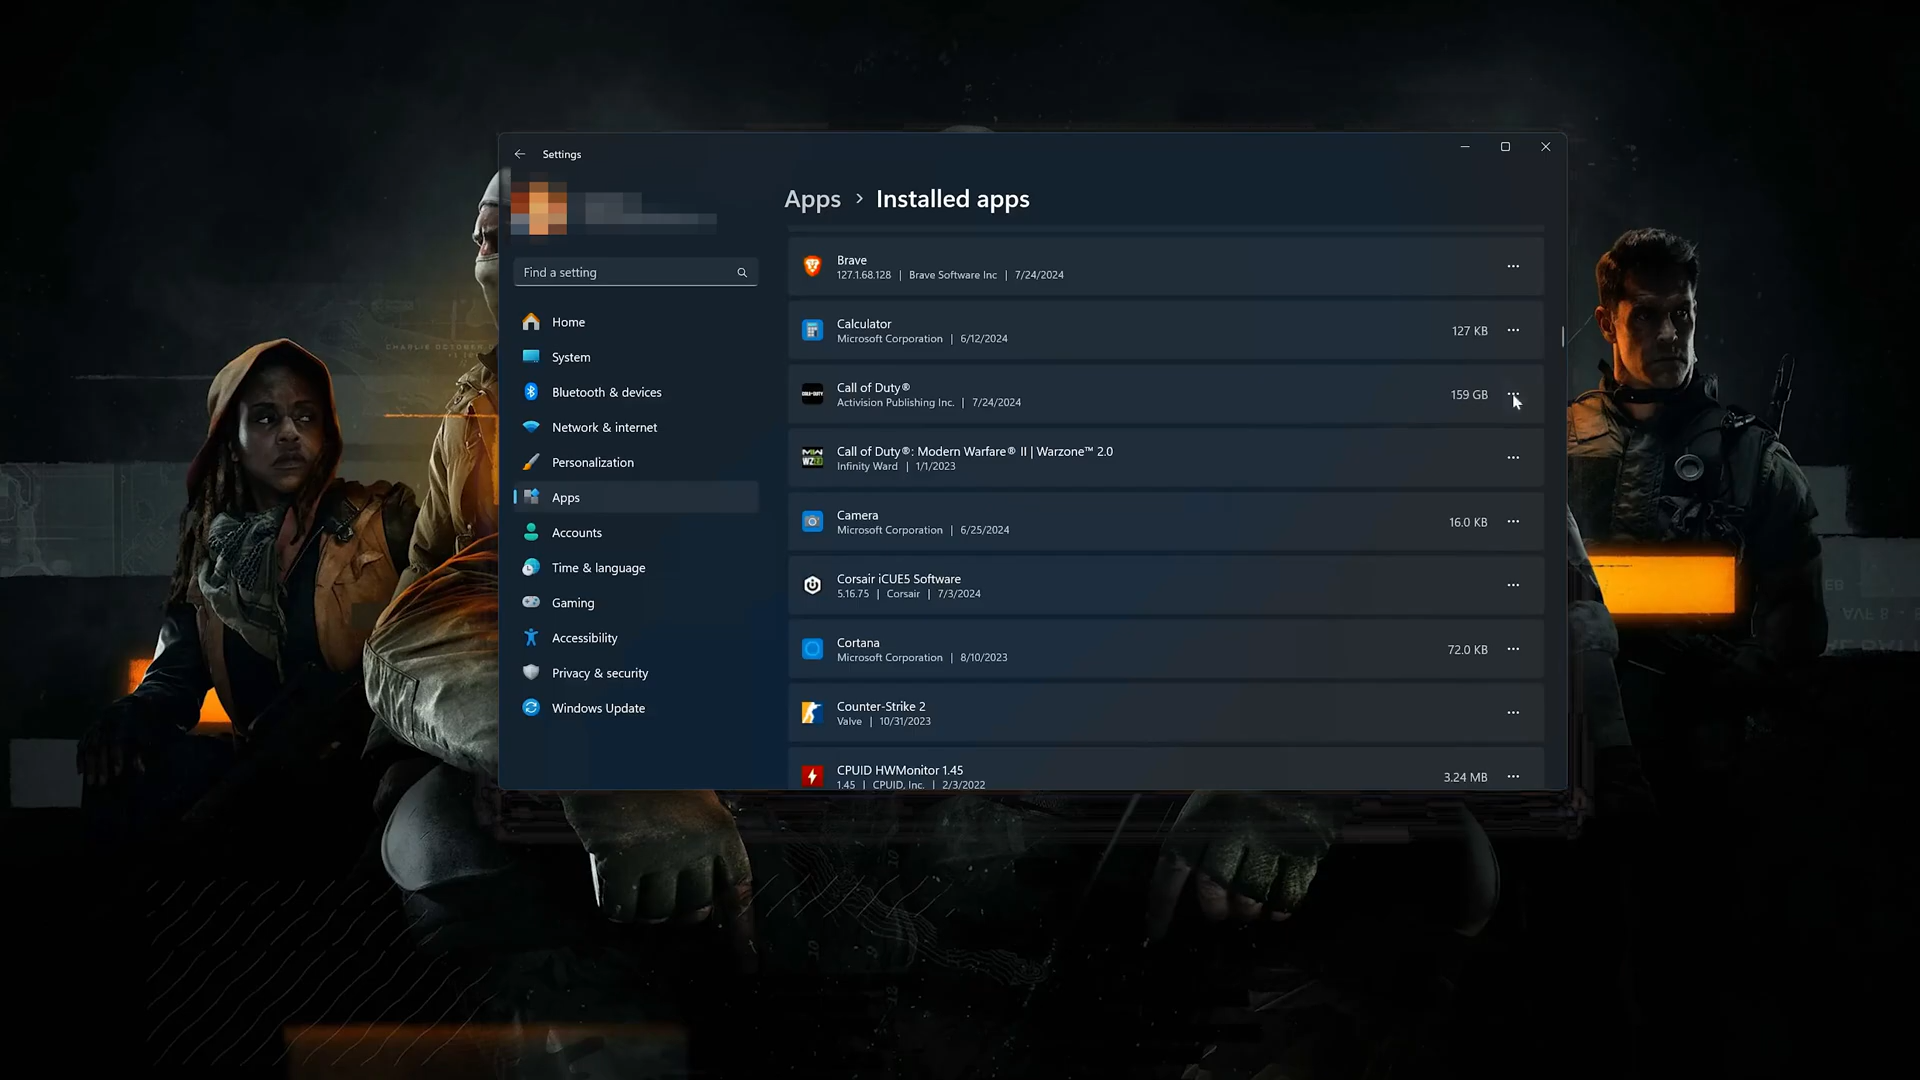 Settings
Find a setting
Home
System
Bluetooth & devices
Network & internet
Personalization
Apps
Accounts
Time & language
Gaming
Accessibility
Privacy & security
Windows Update
Apps > Installed apps
Brave
127.1.68.128 | Brave Software Inc | 7/24/2024
Calculator
Microsoft Corporation | 6/12/2024
127 KB
Call of Duty®
Activision Publishing Inc. | 7/24/2024
159 GB
Call of Duty®: Modern Warfare® II | Warzone™ 2.0
Infinity Ward | 1/1/2023
Camera
Microsoft Corporation | 6/25/2024
16.0 KB
Corsair iCUE5 Software
5.16.75 | Corsair | 7/3/2024
Cortana
Microsoft Corporation | 8/10/2023
72.0 KB
Counter-Strike 2
Valve | 10/31/2023
CPUID HWMonitor 1.45
1.45 | CPUID, Inc. | 2/3/2022
3.24 MB